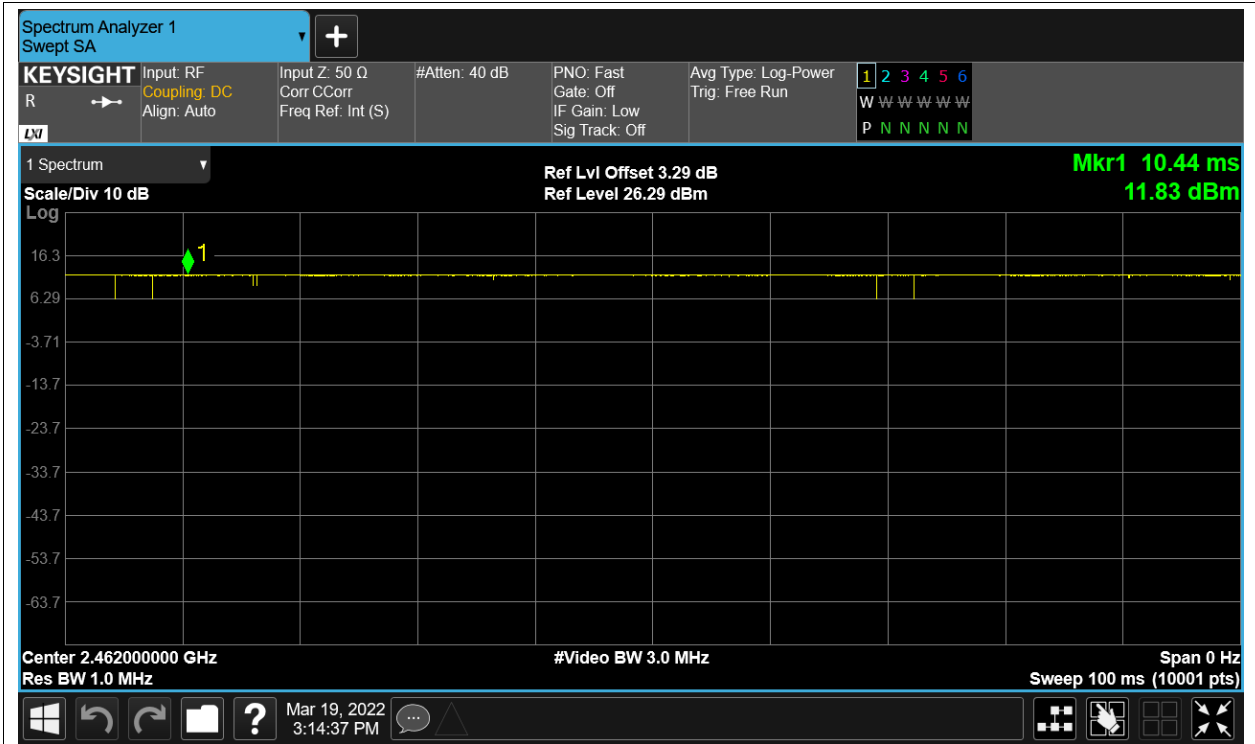 Spectrum Analyzer 1
Swept SA
+
KEYSIGHT
R
LXI
Input: RF
Coupling: DC
Align: Auto
Input Z: 50 Ω
Corr CCorr
Freq Ref: Int (S)
#Atten: 40 dB
PNO: Fast
Gate: Off
IF Gain: Low
Sig Track: Off
Avg Type: Log-Power
Trig: Free Run
1 2 3 4 5 6
W W W W W W
P N N N N N
1 Spectrum
Scale/Div 10 dB
Log
Ref Lvl Offset 3.29 dB
Ref Level 26.29 dBm
Mkr1 10.44 ms
11.83 dBm
1
16.3
6.29
-3.71
-13.7
-23.7
-33.7
-43.7
-53.7
-63.7
Center 2.462000000 GHz
Res BW 1.0 MHz
#Video BW 3.0 MHz
Span 0 Hz
Sweep 100 ms (10001 pts)
?
Mar 19, 2022
3:14:37 PM